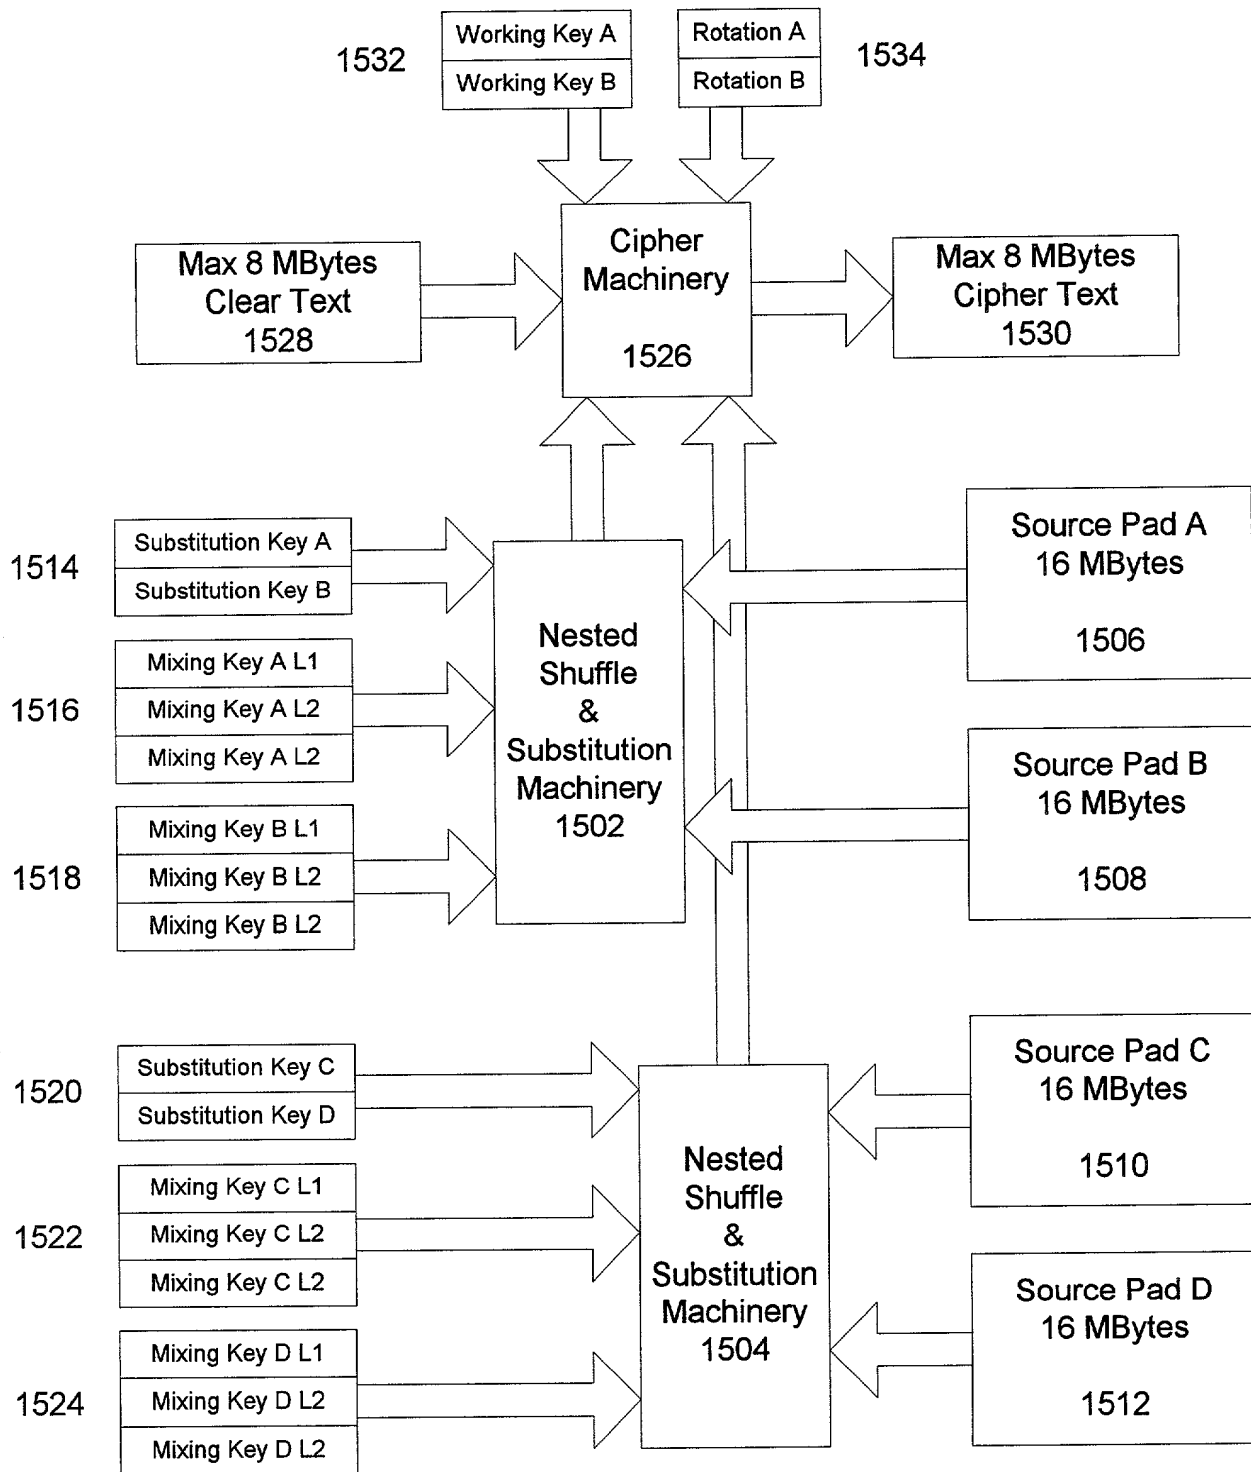 1532
Working Key A
Working Key B
Rotation A
Rotation B
1534
Max 8 MBytes
Clear Text
1528
Cipher
Machinery
1526
Max 8 MBytes
Cipher Text
1530
1514
Substitution Key A
Substitution Key B
1516
Mixing Key A L1
Mixing Key A L2
Mixing Key A L2
1518
Mixing Key B L1
Mixing Key B L2
Mixing Key B L2
Nested
Shuffle
&
Substitution
Machinery
1502
Source Pad A
16 MBytes
1506
Source Pad B
16 MBytes
1508
1520
Substitution Key C
Substitution Key D
1522
Mixing Key C L1
Mixing Key C L2
Mixing Key C L2
1524
Mixing Key D L1
Mixing Key D L2
Mixing Key D L2
Nested
Shuffle
&
Substitution
Machinery
1504
Source Pad C
16 MBytes
1510
Source Pad D
16 MBytes
1512